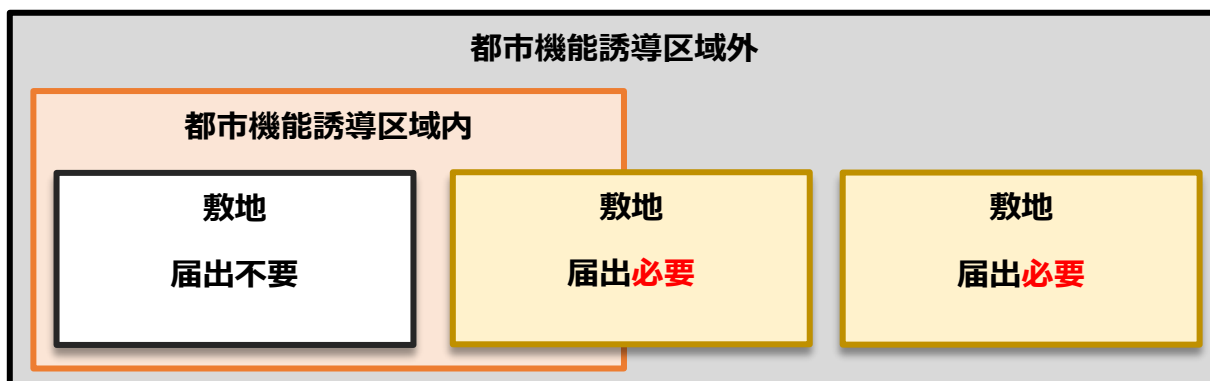 都市機能誘導区域外
都市機能誘導区域内
敷地
届出不要
敷地
届出必要
敷地
届出必要